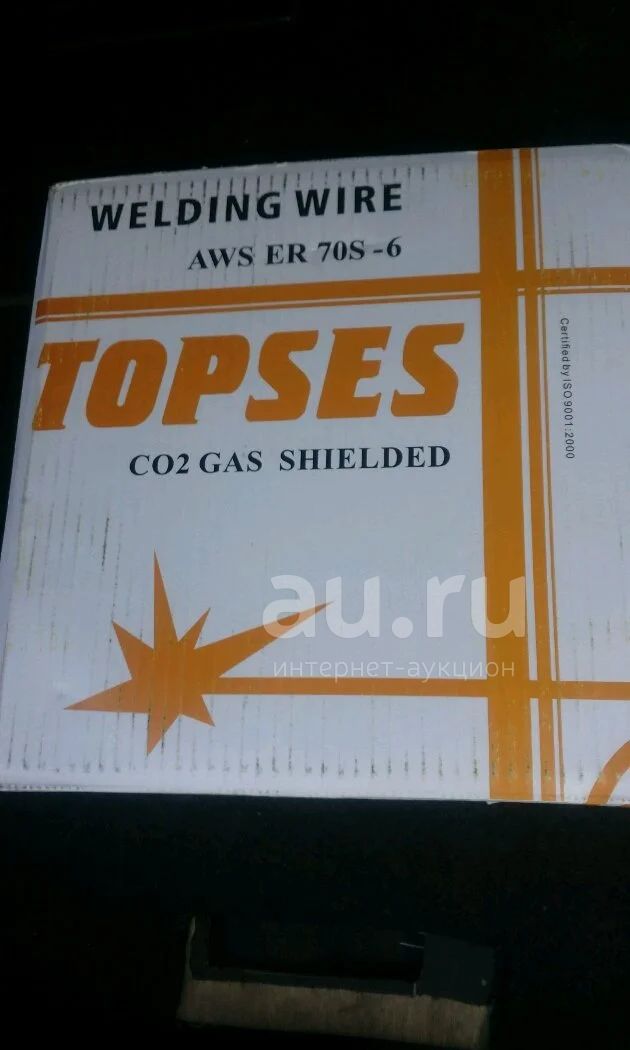 WELDING WIRE
AWS ER 70S-6
TOPSES
CO2 GAS SHIELDED
Certified by ISO 9001:2000
au.ru
интернет-аукцион